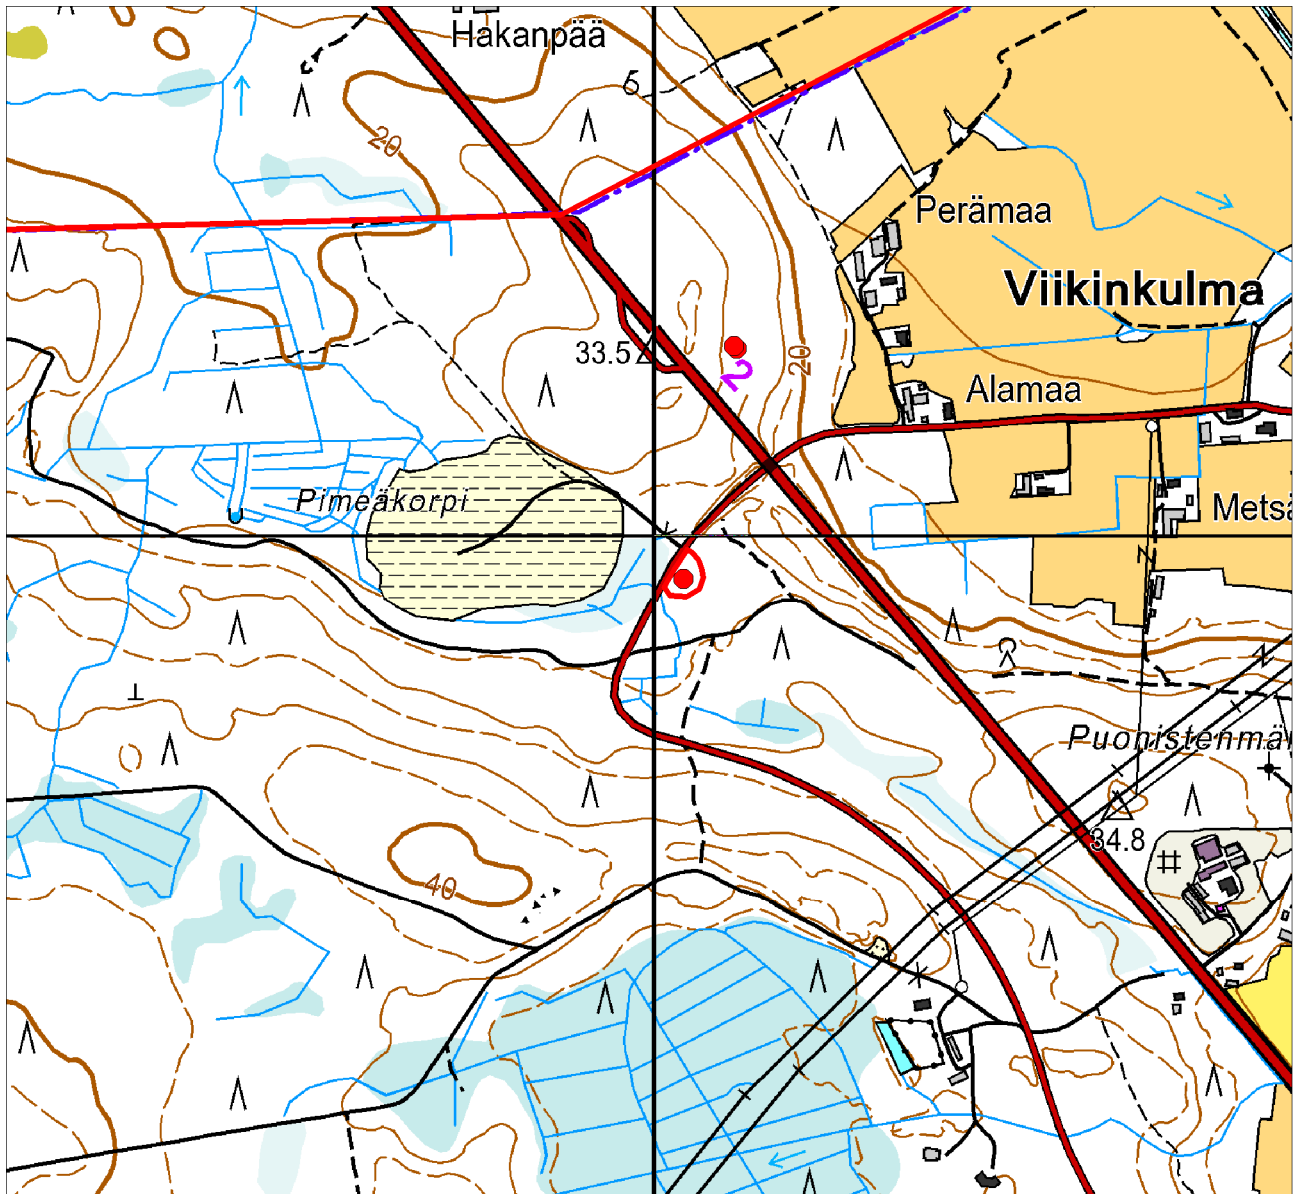 Hakanpää
20
Perämaa
Viikinkulma
33.5
2
20
Alamaa
Pimeäkorpi
Metsä
Puonistenmä
34.8
40